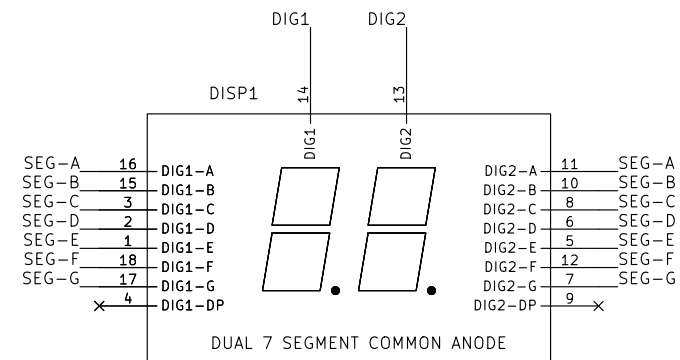 DIG1 DIG2
DISP1 14 13
DIG1 DIG2
SEG-A 16 DIG1-A DIG2-A 11 SEG-A
SEG-B 15 DIG1-B DIG2-B 10 SEG-B
SEG-C 3 DIG1-C DIG2-C 8 SEG-C
SEG-D 2 DIG1-D DIG2-D 6 SEG-D
SEG-E 1 DIG1-E DIG2-E 5 SEG-E
SEG-F 18 DIG1-F DIG2-F 12 SEG-F
SEG-G 17 DIG1-G DIG2-G 7 SEG-G
4 DIG1-DP DIG2-DP 9
DUAL 7 SEGMENT COMMON ANODE